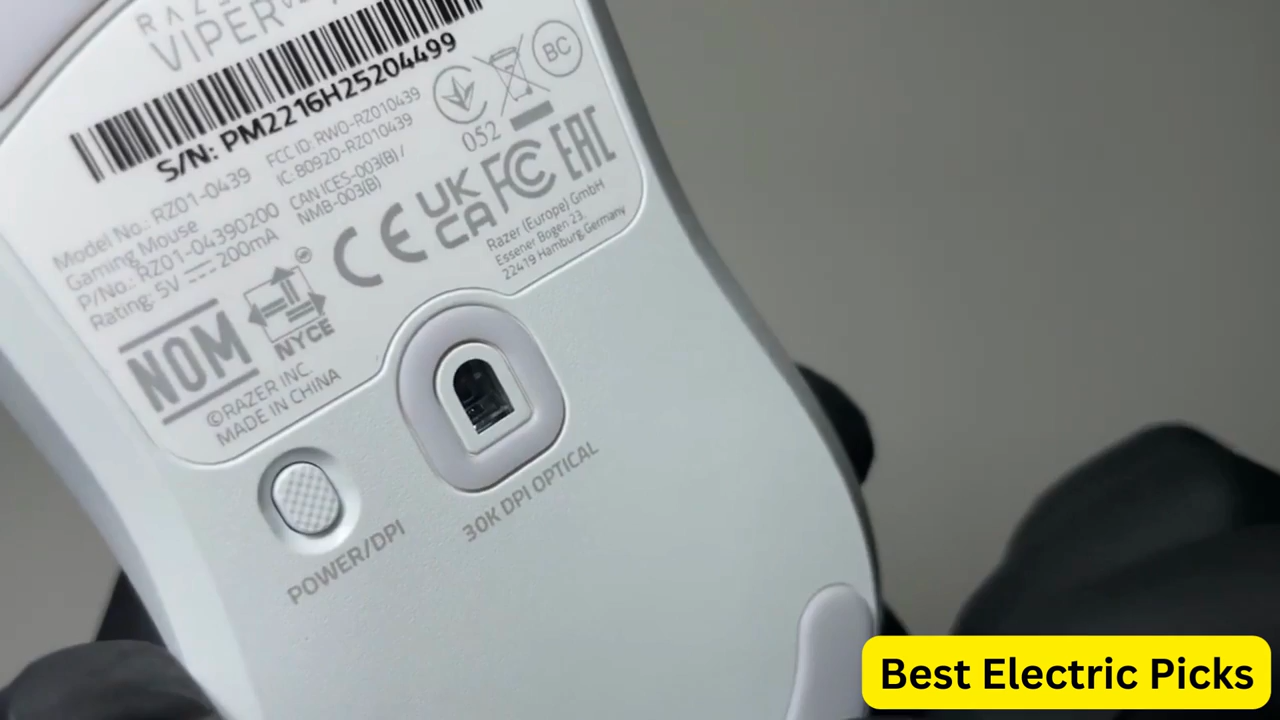 RAZER
VIPER
S/N: PM2216H25204499
Model No.: RZ01-0439
Gaming Mouse
P/No.: RZ01-04390200
Rating: 5V 200mA
FCC ID: RWO-RZ010439
IC: 8092D-RZ010439
CAN ICES-003(B) /
NMB-003(B)
052
BC
CE
UK
CA
FC
EAC
Razer (Europe) GmbH
Essener Bogen 23,
22419 Hamburg, Germany
NOM
NYCE
©RAZER INC.
MADE IN CHINA
POWER/DPI
30K DPI OPTICAL
Best Electric Picks